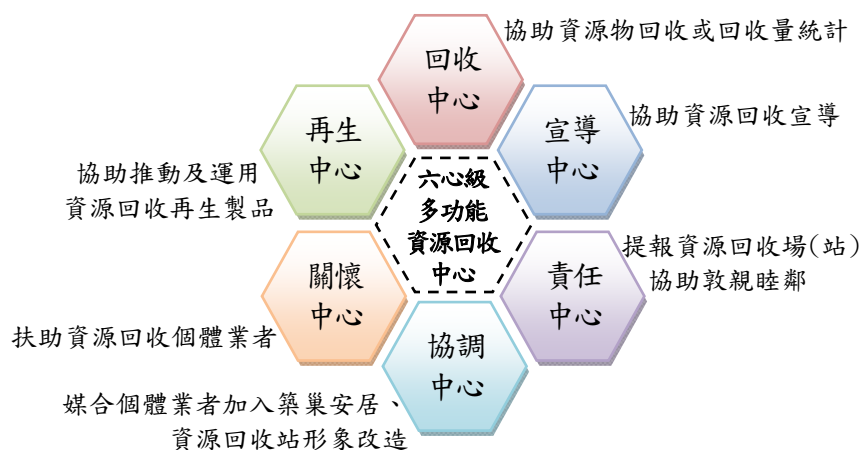 協助資源物回收或回收量統計
回收
中心
再生
中心
宣導
中心
協助資源回收宣導
協助推動及運用
資源回收再生製品
六心級
多功能
資源回收
中心
提報資源回收場(站)
協助敦親睦鄰
關懷
中心
責任
中心
扶助資源回收個體業者
協調
中心
媒合個體業者加入築巢安居、
資源回收站形象改造